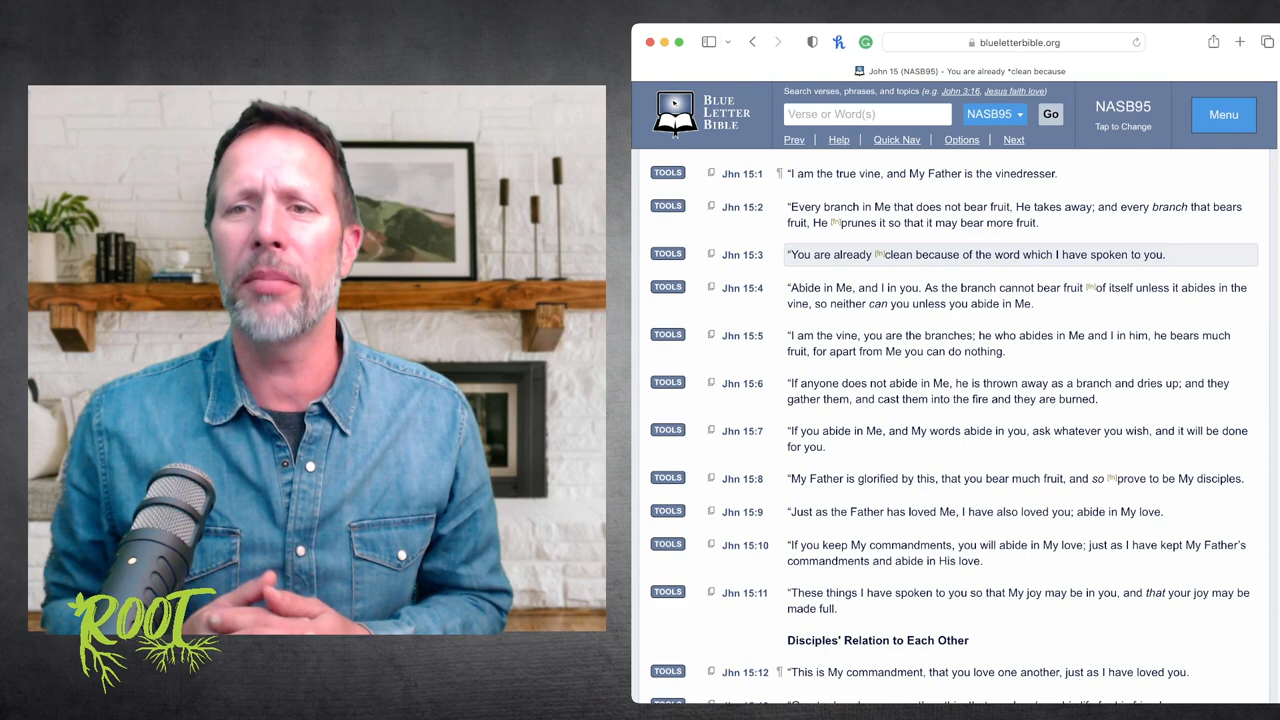 blueletterbible.org
John 15 (NASB95) - You are already *clean because
BLUE
LETTER
BIBLE
Search verses, phrases, and topics (e.g. John 3:16, Jesus faith love)
Verse or Word(s)
NASB95
Go
Prev | Help | Quick Nav | Options | Next
NASB95
Tap to Change
Menu
TOOLS Jhn 15:1 ¶ “I am the true vine, and My Father is the vinedresser.
TOOLS Jhn 15:2 “Every branch in Me that does not bear fruit, He takes away; and every branch that bears
fruit, He [fn]prunes it so that it may bear more fruit.
TOOLS Jhn 15:3 “You are already [fn]clean because of the word which I have spoken to you.
TOOLS Jhn 15:4 “Abide in Me, and I in you. As the branch cannot bear fruit [fn]of itself unless it abides in the
vine, so neither can you unless you abide in Me.
TOOLS Jhn 15:5 “I am the vine, you are the branches; he who abides in Me and I in him, he bears much
fruit, for apart from Me you can do nothing.
TOOLS Jhn 15:6 “If anyone does not abide in Me, he is thrown away as a branch and dries up; and they
gather them, and cast them into the fire and they are burned.
TOOLS Jhn 15:7 “If you abide in Me, and My words abide in you, ask whatever you wish, and it will be done
for you.
TOOLS Jhn 15:8 “My Father is glorified by this, that you bear much fruit, and so [fn]prove to be My disciples.
TOOLS Jhn 15:9 “Just as the Father has loved Me, I have also loved you; abide in My love.
TOOLS Jhn 15:10 “If you keep My commandments, you will abide in My love; just as I have kept My Father’s
commandments and abide in His love.
TOOLS Jhn 15:11 “These things I have spoken to you so that My joy may be in you, and that your joy may be
made full.
Disciples’ Relation to Each Other
TOOLS Jhn 15:12 ¶ “This is My commandment, that you love one another, just as I have loved you.
ROOT